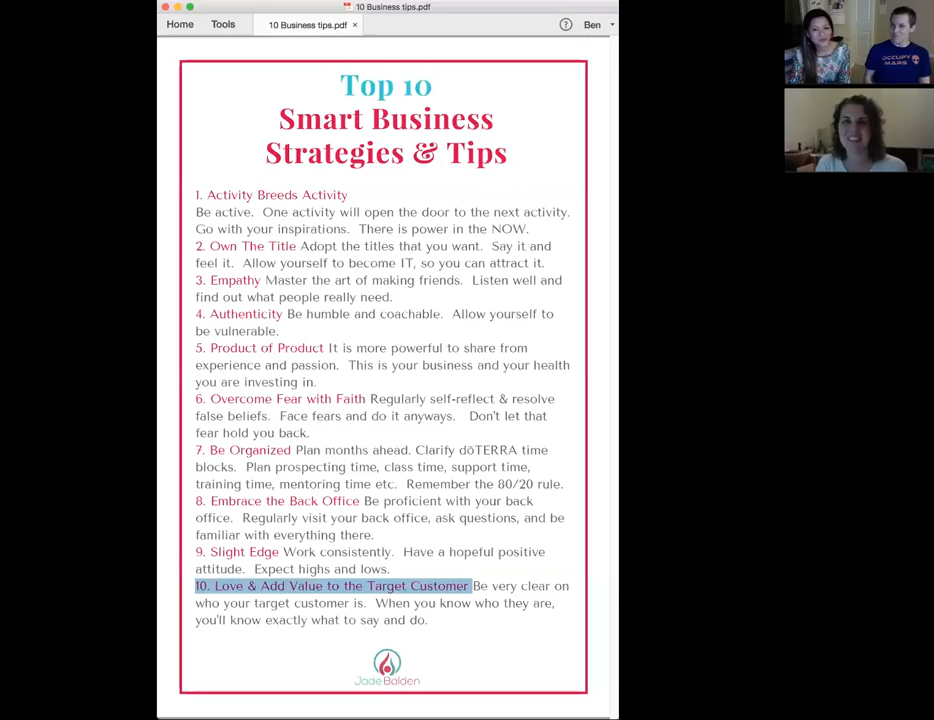 10 Business tips.pdf
Home Tools 10 Business tips.pdf × ? Ben
Top 10
Smart Business
Strategies & Tips
1. Activity Breeds Activity
Be active. One activity will open the door to the next activity.
Go with your inspirations. There is power in the NOW.
2. Own The Title Adopt the titles that you want. Say it and
feel it. Allow yourself to become IT, so you can attract it.
3. Empathy Master the art of making friends. Listen well and
find out what people really need.
4. Authenticity Be humble and coachable. Allow yourself to
be vulnerable.
5. Product of Product It is more powerful to share from
experience and passion. This is your business and your health
you are investing in.
6. Overcome Fear with Faith Regularly self-reflect & resolve
false beliefs. Face fears and do it anyways. Don't let that
fear hold you back.
7. Be Organized Plan months ahead. Clarify dōTERRA time
blocks. Plan prospecting time, class time, support time,
training time, mentoring time etc. Remember the 80/20 rule.
8. Embrace the Back Office Be proficient with your back
office. Regularly visit your back office, ask questions, and be
familiar with everything there.
9. Slight Edge Work consistently. Have a hopeful positive
attitude. Expect highs and lows.
10. Love & Add Value to the Target Customer Be very clear on
who your target customer is. When you know who they are,
you'll know exactly what to say and do.
Jade Balden
OCCUPY
MARS